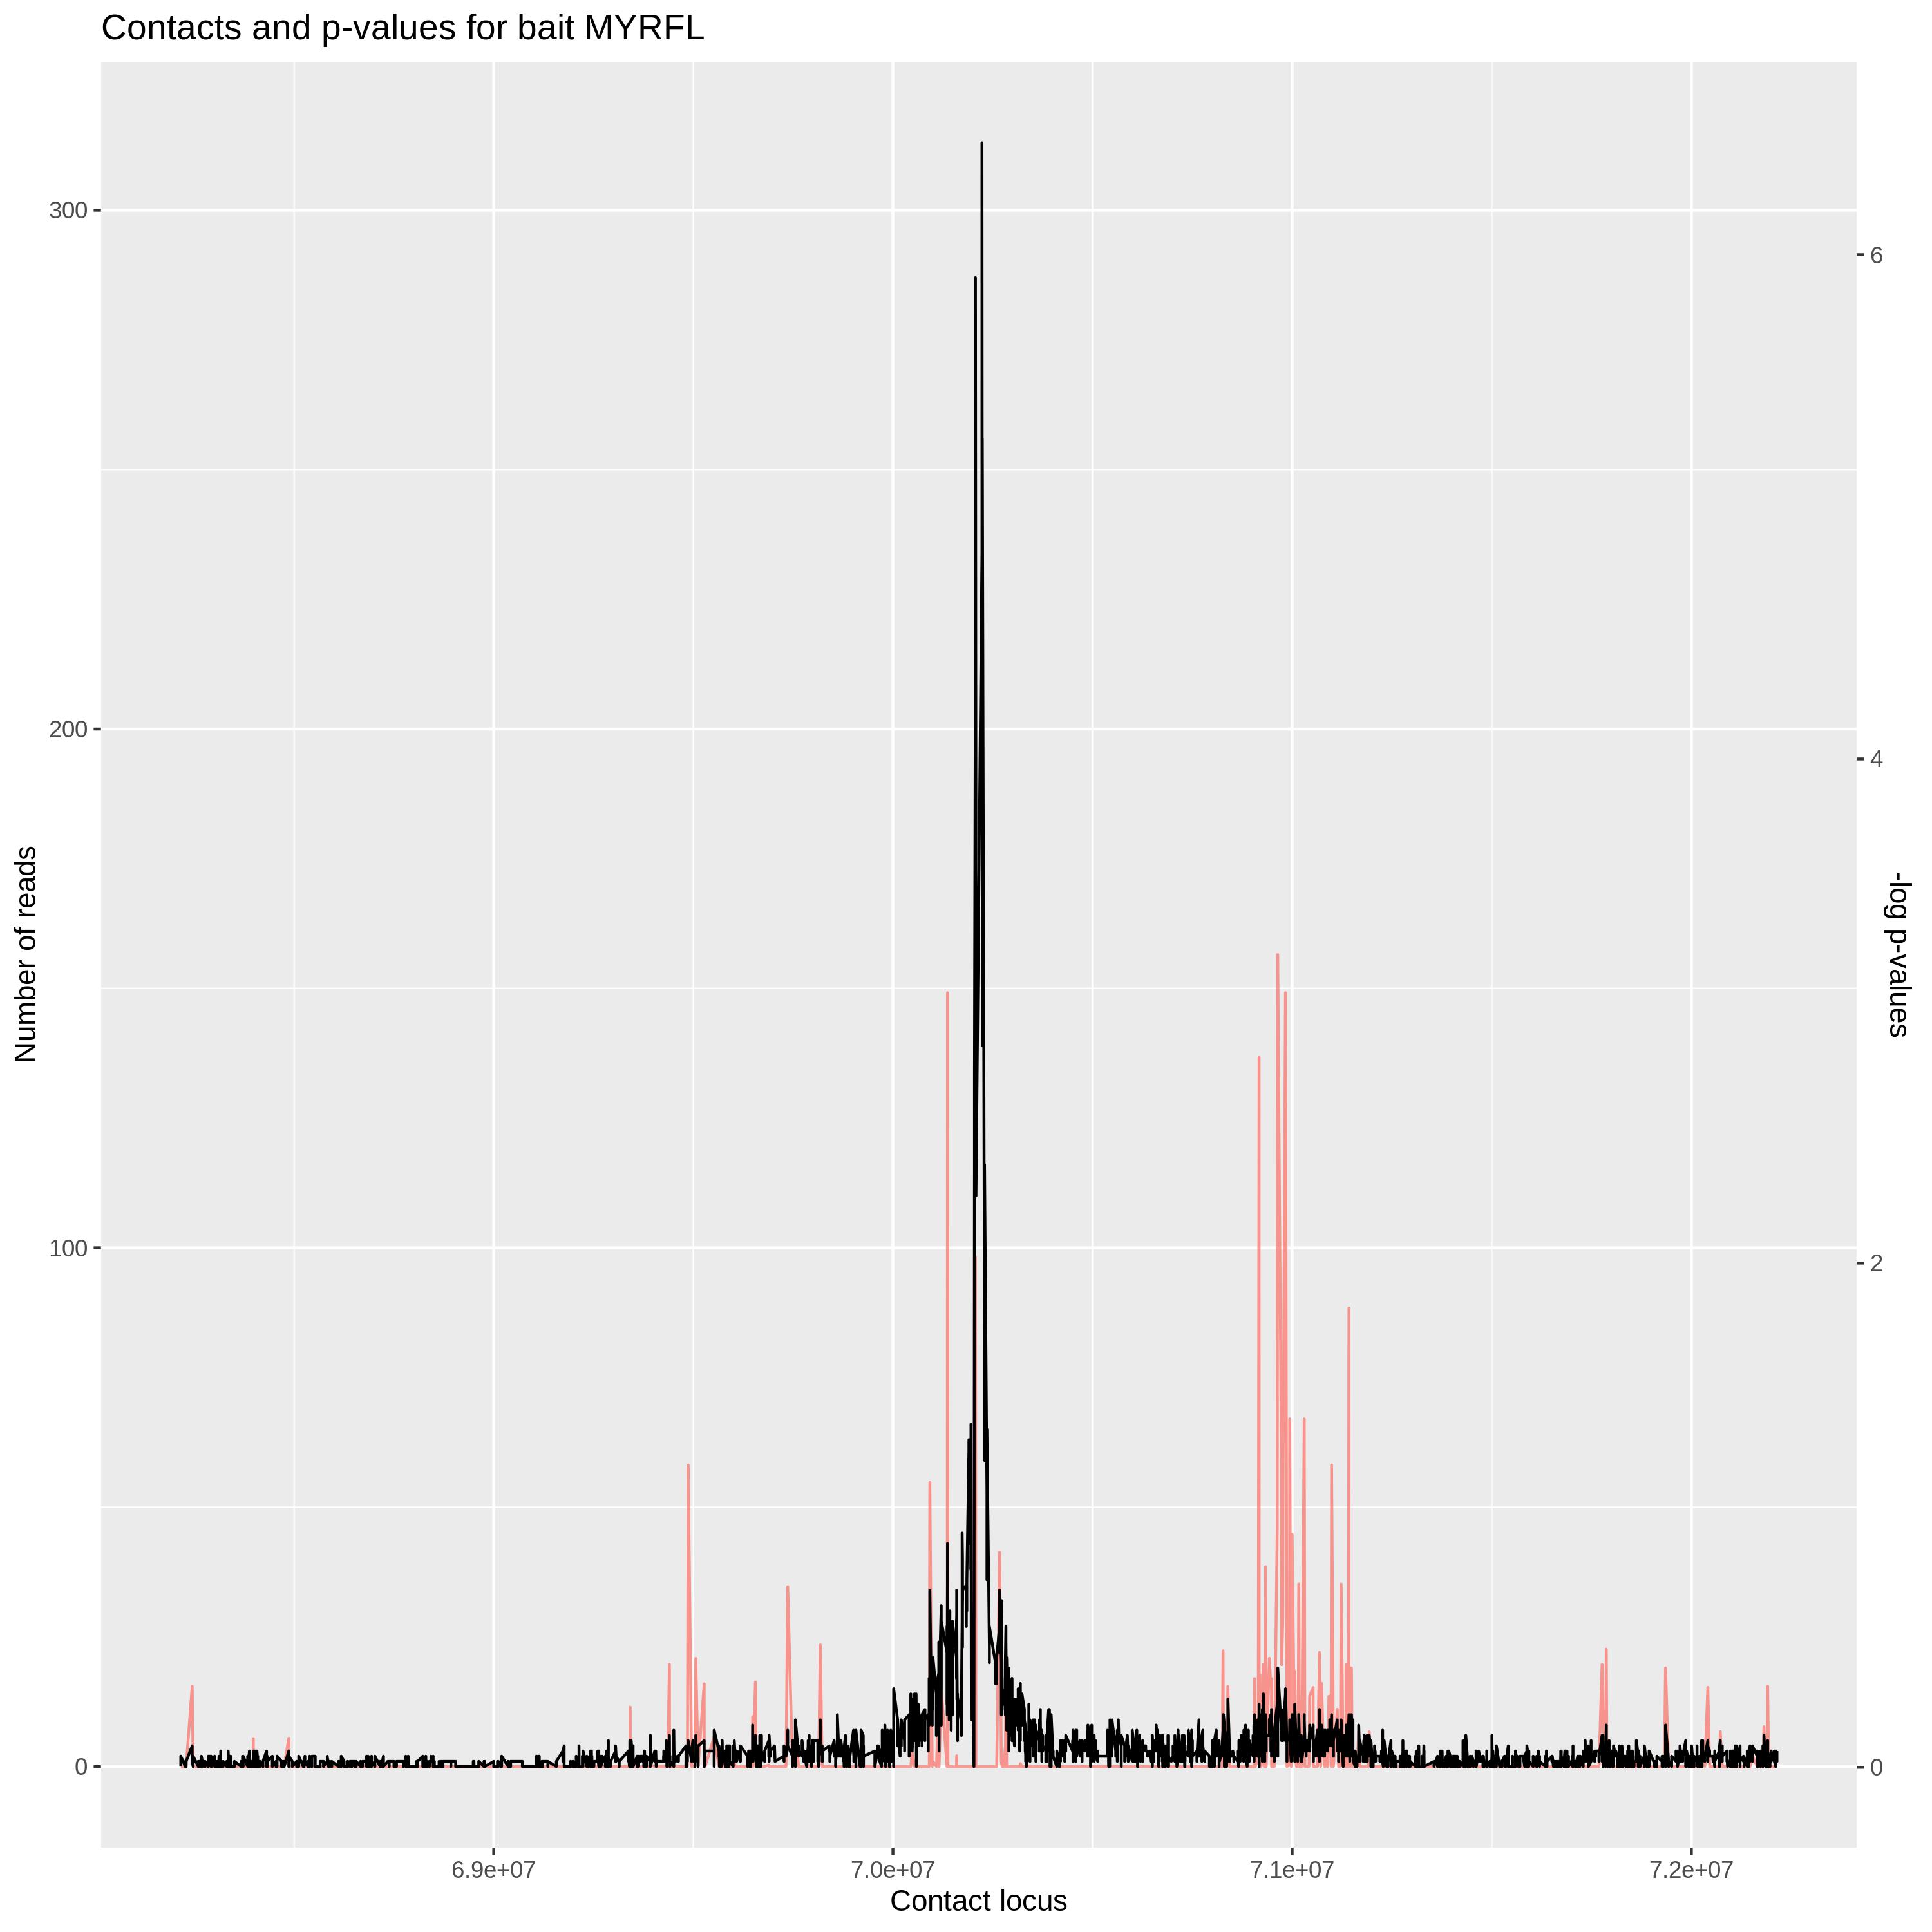 Contacts and p-values for bait MYRFL
Number of reads
300
200
100
0
6
4
2
0
-log p-values
6.9e+07
7.0e+07
7.1e+07
7.2e+07
Contact locus